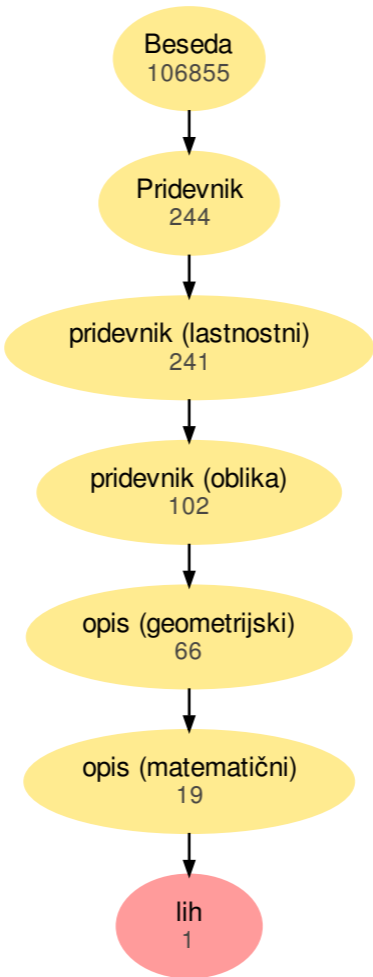 Beseda
106855
Pridevnik
244
pridevnik (lastnostni)
241
pridevnik (oblika)
102
opis (geometrijski)
66
opis (matematični)
19
lih
1